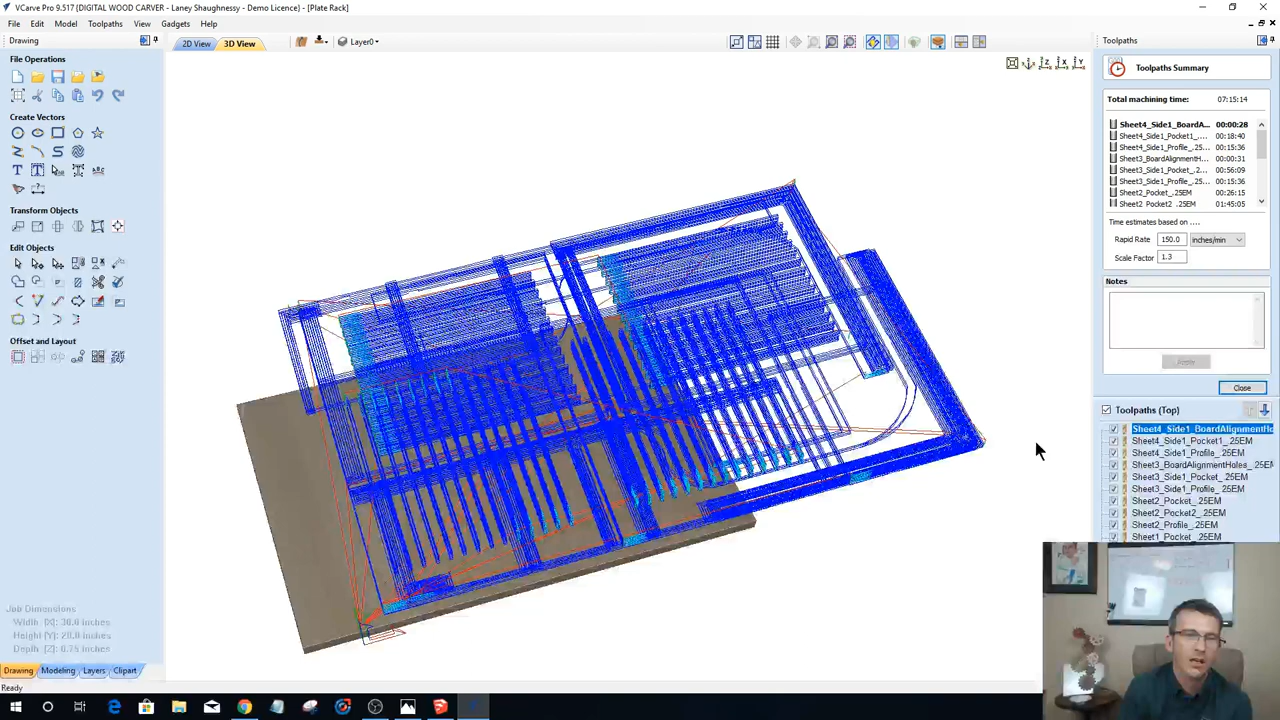 VCarve Pro 9.517 {DIGITAL WOOD CARVER - Laney Shaughnessy - Demo Licence} - [Plate Rack]
File Edit Model Toolpaths View Gadgets Help
Drawing
2D View 3D View Layer0
Toolpaths
File Operations
Create Vectors
Transform Objects
Edit Objects
Offset and Layout
Job Dimensions
Width (X): 30.0 inches
Height (Y): 20.0 inches
Depth (Z): 0.75 inches
Drawing Modeling Layers Clipart
Ready
Toolpaths Summary
Total machining time: 07:15:14
Sheet4_Side1_BoardA... 00:00:28
Sheet4_Side1_Pocket1_... 00:18:40
Sheet4_Side1_Profile_.25... 00:15:36
Sheet3_BoardAlignmentH... 00:00:31
Sheet3_Side1_Pocket_.2... 00:56:09
Sheet3_Side1_Profile_.25... 00:15:36
Sheet2_Pocket_.25EM 00:26:15
Sheet2_Pocket2_.25EM 01:45:05
Time estimates based on ....
Rapid Rate 150.0 inches/min
Scale Factor 1.3
Notes
Close
Toolpaths (Top)
Sheet4_Side1_BoardAlignmentHo
Sheet4_Side1_Pocket1_.25EM
Sheet4_Side1_Profile_.25EM
Sheet3_BoardAlignmentHoles_.25EM
Sheet3_Side1_Pocket_.25EM
Sheet3_Side1_Profile_.25EM
Sheet2_Pocket_.25EM
Sheet2_Pocket2_.25EM
Sheet2_Profile_.25EM
Sheet1_Pocket_.25EM